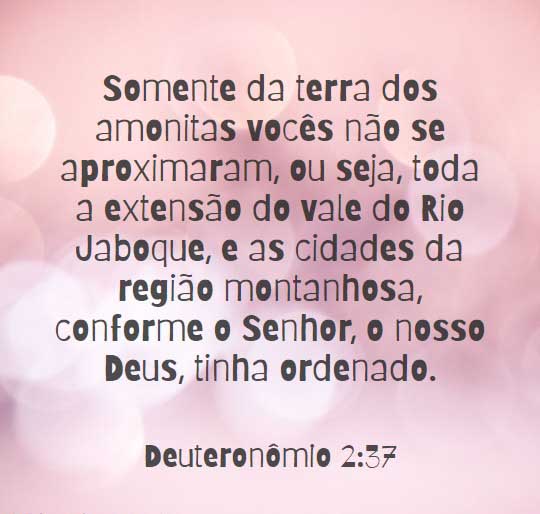 Somente da terra dos
amonitas vocês não se
aproximaram, ou seja, toda
a extensão do vale do Rio
Jaboque, e as cidades da
região montanhosa,
conforme o Senhor, o nosso
Deus, tinha ordenado.
Deuteronômio 2:37